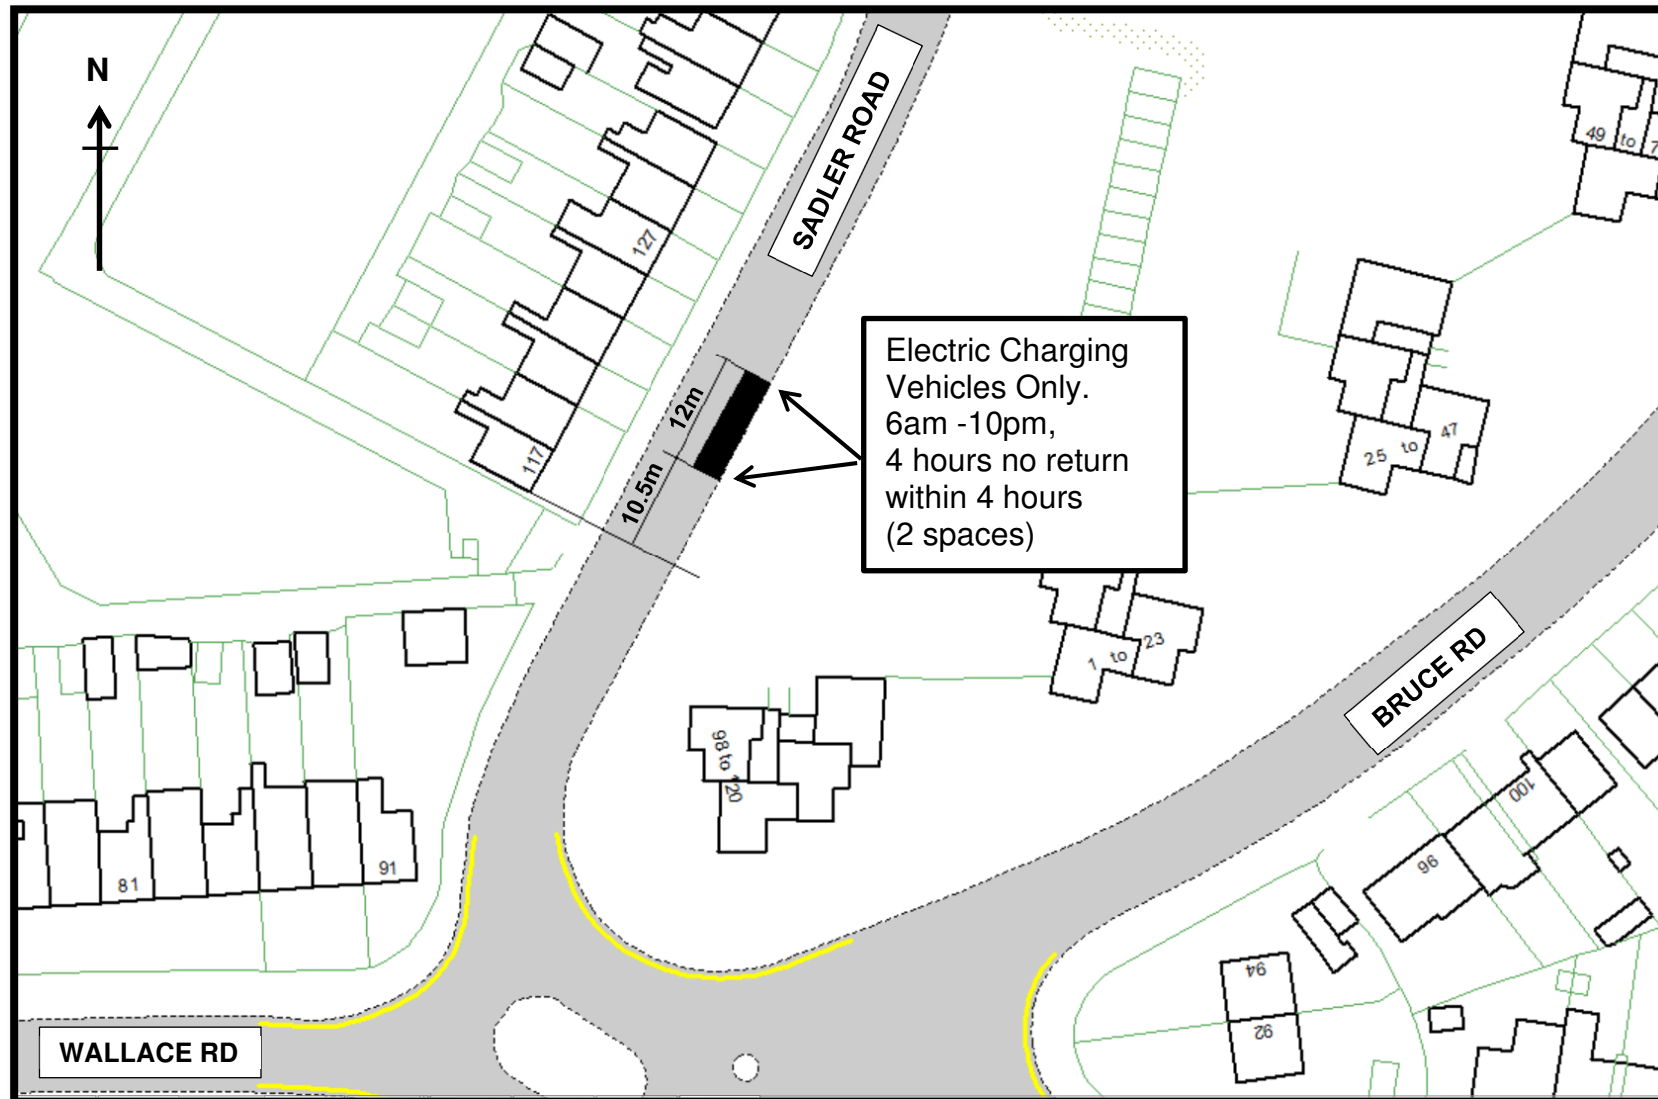 N
SADLER ROAD
49 to 7
127
117
12m
10.5m
Electric Charging
Vehicles Only.
6am -10pm,
4 hours no return
within 4 hours
(2 spaces)
25 to 47
1 to 23
BRUCE RD
98 to 120
81
91
100
96
94
92
WALLACE RD